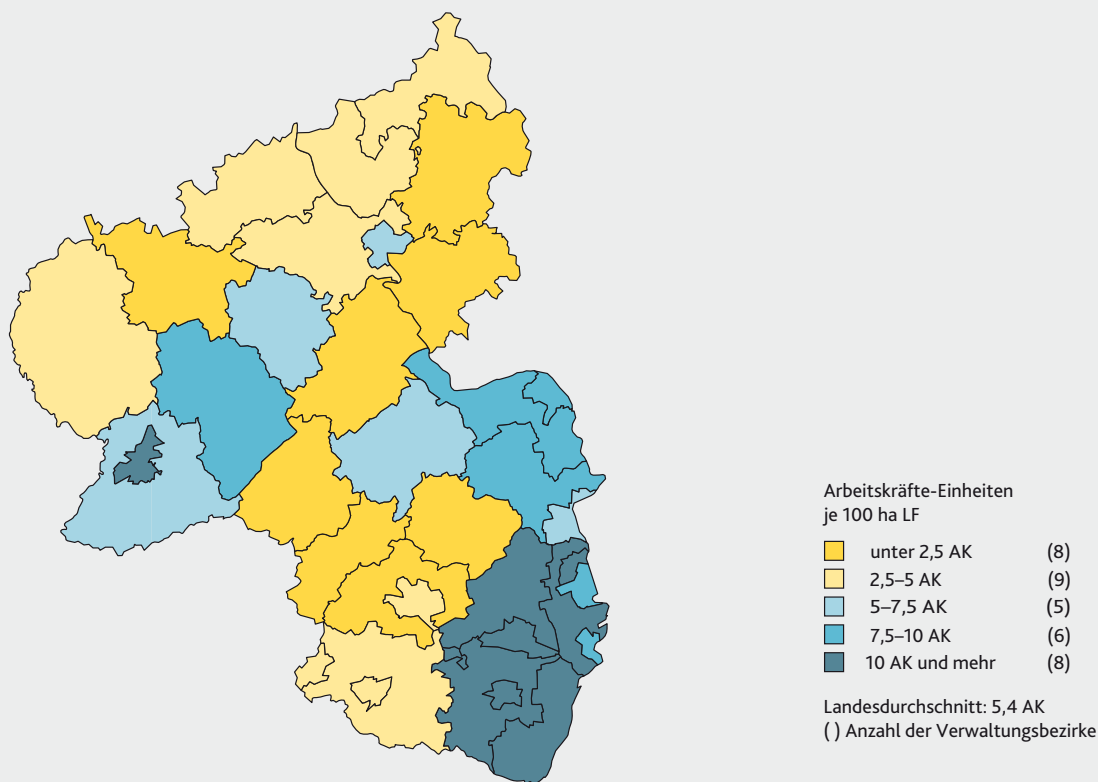 Arbeitskräfte-Einheiten
je 100 ha LF
unter 2,5 AK (8)
2,5–5 AK (9)
5–7,5 AK (5)
7,5–10 AK (6)
10 AK und mehr (8)
Landesdurchschnitt: 5,4 AK
( ) Anzahl der Verwaltungsbezirke